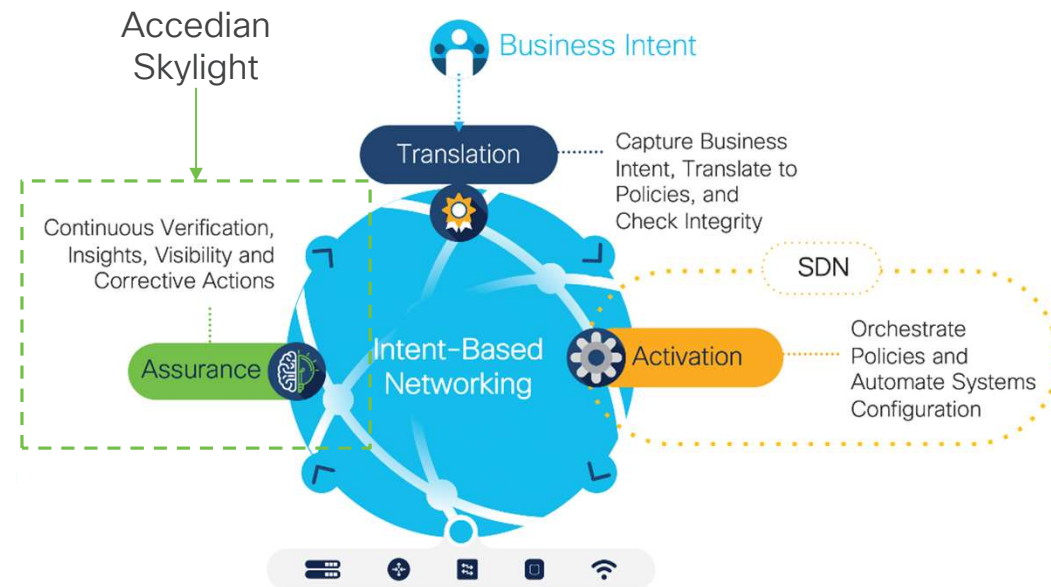 Accedian
Skylight
Business Intent
Translation
Capture Business
Intent, Translate to
Policies, and
Check Integrity
Continuous Verification,
Insights, Visibility and
Corrective Actions
SDN
Assurance
Intent-Based
Networking
Activation
Orchestrate
Policies and
Automate Systems
Configuration